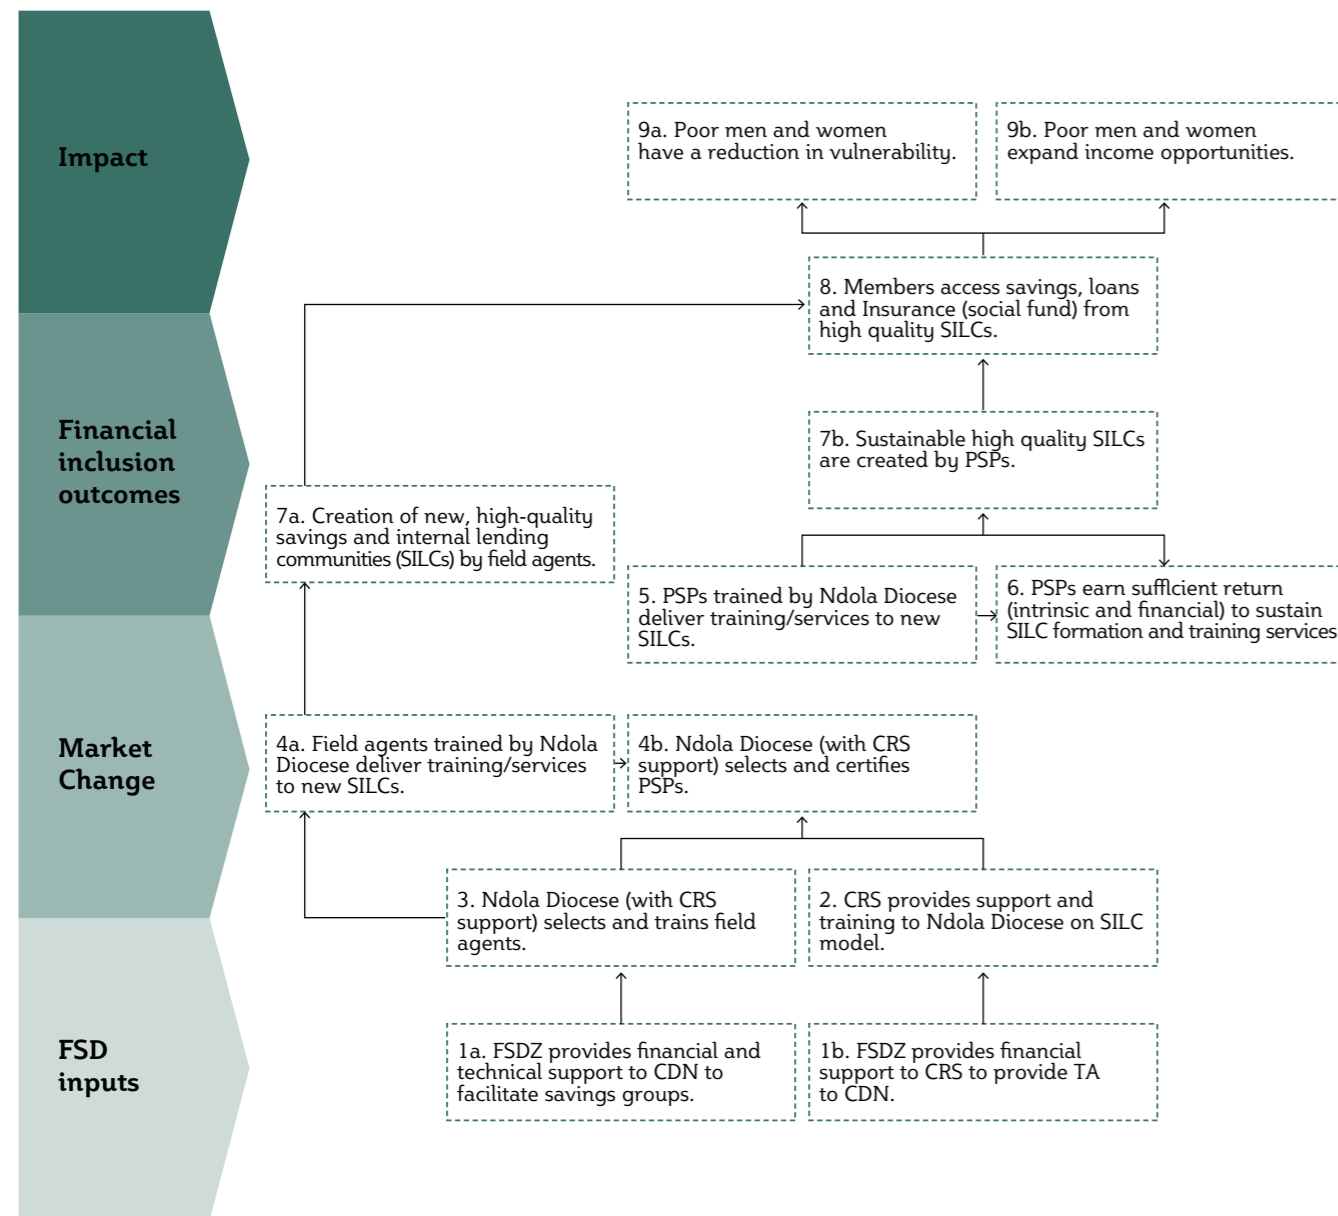 Impact
9a. Poor men and women
have a reduction in vulnerability.
9b. Poor men and women
expand income opportunities.
8. Members access savings, loans
and Insurance (social fund) from
high quality SILCs.
Financial
inclusion
outcomes
7b. Sustainable high quality SILCs
are created by PSPs.
7a. Creation of new, high-quality
savings and internal lending
communities (SILCs) by field agents.
5. PSPs trained by Ndola Diocese
deliver training/services to new
SILCs.
6. PSPs earn sufflcient return
(intrinsic and financial) to sustain
SILC formation and training services
Market
Change
4a. Field agents trained by Ndola
Diocese deliver training/services
to new SILCs.
4b. Ndola Diocese (with CRS
support) selects and certifies
PSPs.
3. Ndola Diocese (with CRS
support) selects and trains field
agents.
2. CRS provides support and
training to Ndola Diocese on SILC
model.
FSD
inputs
1a. FSDZ provides financial and
technical support to CDN to
facilitate savings groups.
1b. FSDZ provides financial
support to CRS to provide TA
to CDN.